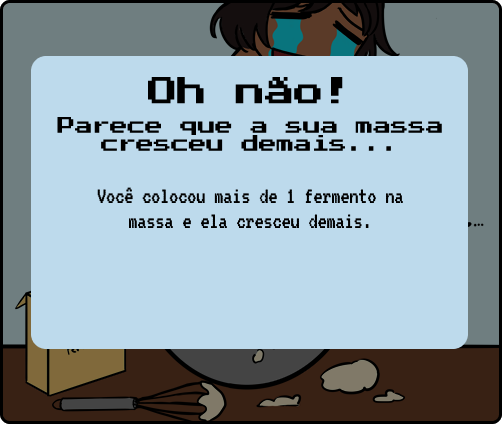 Oh não!
Parece que a sua massa
cresceu demais...
Você colocou mais de 1 fermento na
massa e ela cresceu demais.